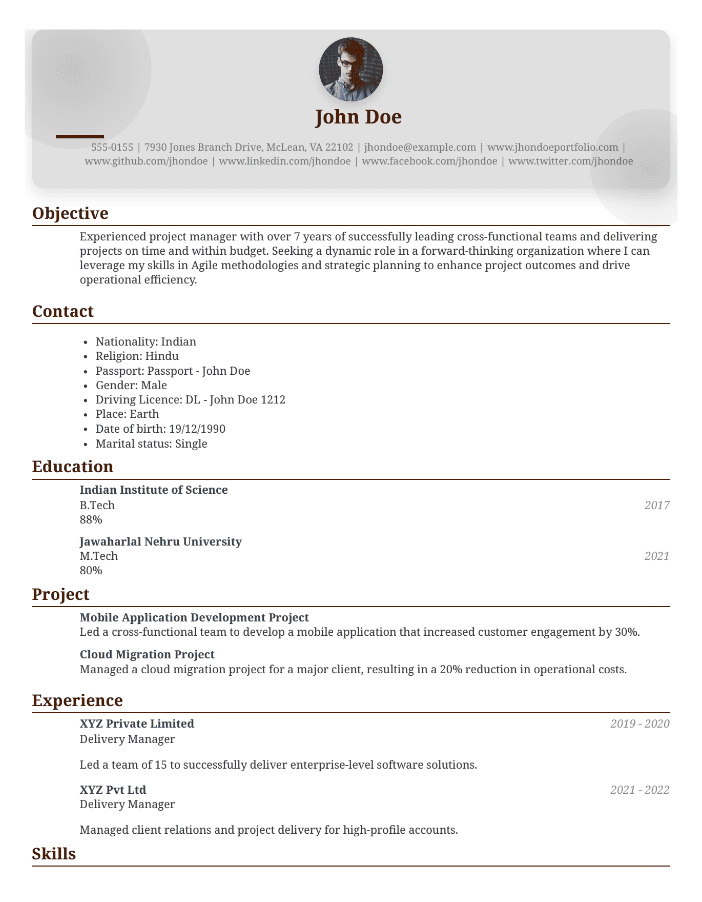 John Doe
555-0155 | 7930 Jones Branch Drive, McLean, VA 22102 | jhondoe@example.com | www.jhondoeportfolio.com |
www.github.com/jhondoe | www.linkedin.com/jhondoe | www.facebook.com/jhondoe | www.twitter.com/jhondoe
Objective
Experienced project manager with over 7 years of successfully leading cross-functional teams and delivering
projects on time and within budget. Seeking a dynamic role in a forward-thinking organization where I can
leverage my skills in Agile methodologies and strategic planning to enhance project outcomes and drive
operational efficiency.
Contact
• Nationality: Indian
• Religion: Hindu
• Passport: Passport - John Doe
• Gender: Male
• Driving Licence: DL - John Doe 1212
• Place: Earth
• Date of birth: 19/12/1990
• Marital status: Single
Education
Indian Institute of Science
B.Tech 2017
88%
Jawaharlal Nehru University
M.Tech 2021
80%
Project
Mobile Application Development Project
Led a cross-functional team to develop a mobile application that increased customer engagement by 30%.
Cloud Migration Project
Managed a cloud migration project for a major client, resulting in a 20% reduction in operational costs.
Experience
XYZ Private Limited 2019 - 2020
Delivery Manager
Led a team of 15 to successfully deliver enterprise-level software solutions.
XYZ Pvt Ltd 2021 - 2022
Delivery Manager
Managed client relations and project delivery for high-profile accounts.
Skills